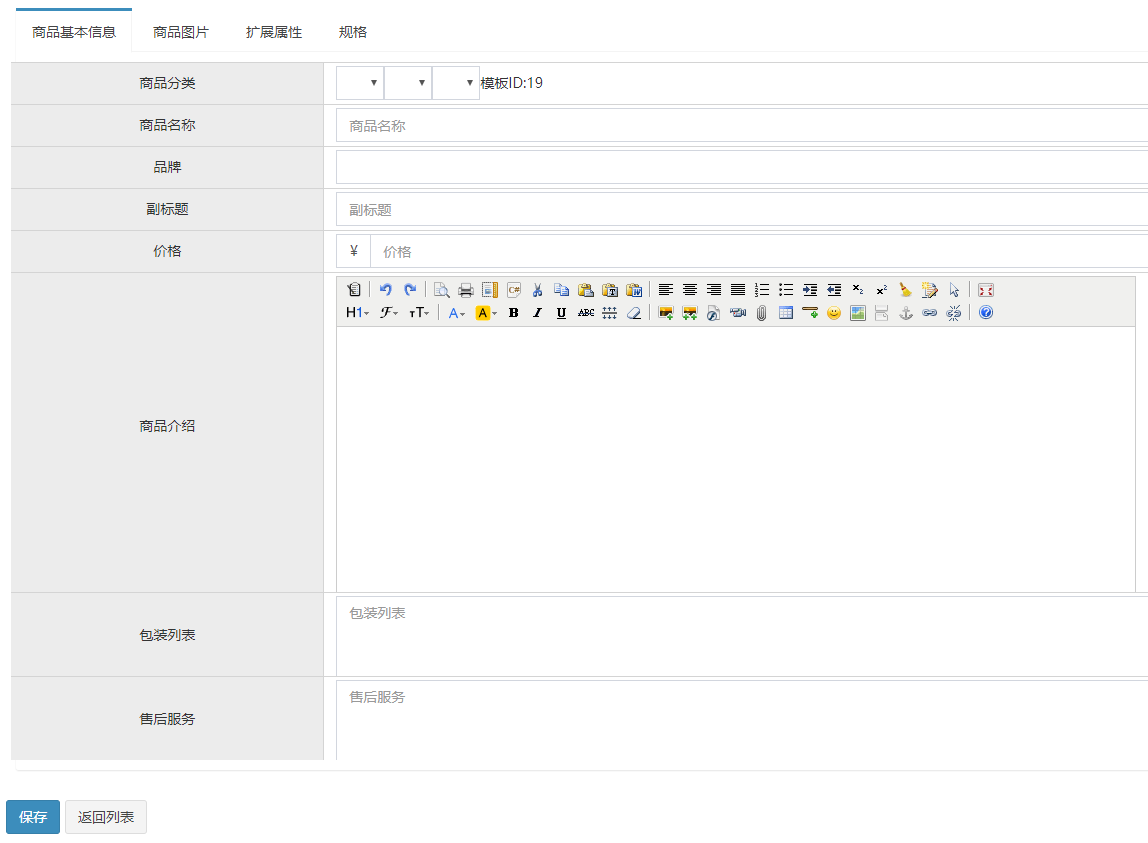 商品基本信息 商品图片 扩展属性 规格
商品分类 模板ID:19
商品名称 商品名称
品牌
副标题 副标题
价格 ¥ 价格
H1 F тT A A B I U ABC
商品介绍
包装列表 包装列表
售后服务 售后服务
保存 返回列表